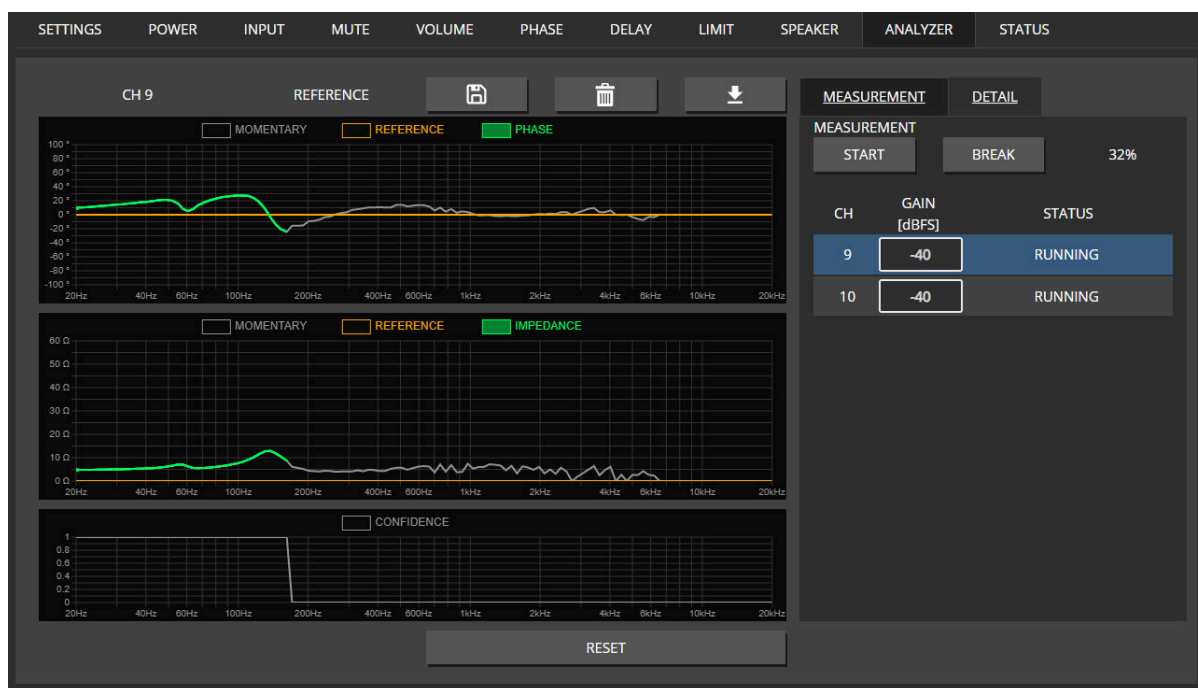 SETTINGS POWER INPUT MUTE VOLUME PHASE DELAY LIMIT SPEAKER ANALYZER STATUS
CH 9 REFERENCE
MOMENTARY REFERENCE PHASE
100 °
80 °
60 °
40 °
20 °
0 °
-20 °
-40 °
-60 °
-80 °
-100 °
20Hz 40Hz 60Hz 100Hz 200Hz 400Hz 600Hz 1kHz 2kHz 4kHz 6kHz 10kHz 20kHz
MOMENTARY REFERENCE IMPEDANCE
60 Ω
50 Ω
40 Ω
30 Ω
20 Ω
10 Ω
0 Ω
20Hz 40Hz 60Hz 100Hz 200Hz 400Hz 600Hz 1kHz 2kHz 4kHz 6kHz 10kHz 20kHz
CONFIDENCE
1
0.8
0.6
0.4
0.2
0
20Hz 40Hz 60Hz 100Hz 200Hz 400Hz 600Hz 1kHz 2kHz 4kHz 6kHz 10kHz 20kHz
RESET
MEASUREMENT DETAIL
MEASUREMENT
START BREAK 32%
CH GAIN STATUS
[dBFS]
9 -40 RUNNING
10 -40 RUNNING